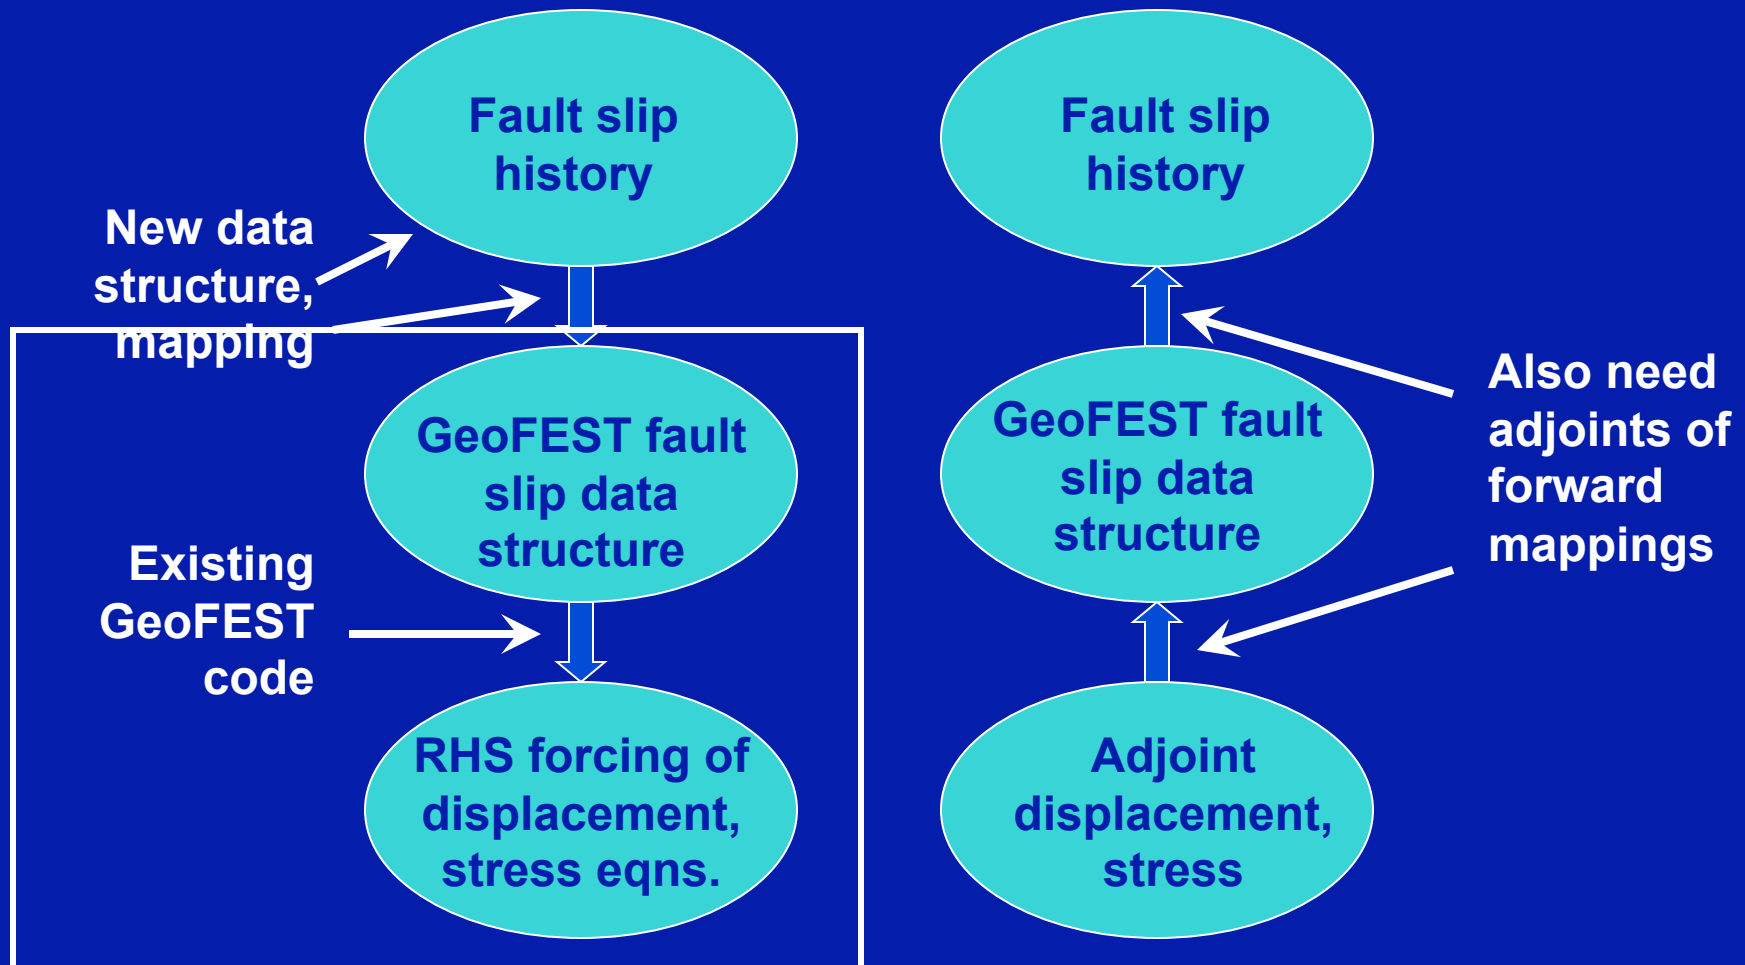 Fault slip
history
Fault slip
history
New data
structure,
mapping
GeoFEST fault
slip data
structure
GeoFEST fault
slip data
structure
Also need
adjoints of
forward
mappings
Existing
GeoFEST
code
RHS forcing of
displacement,
stress eqns.
Adjoint
displacement,
stress